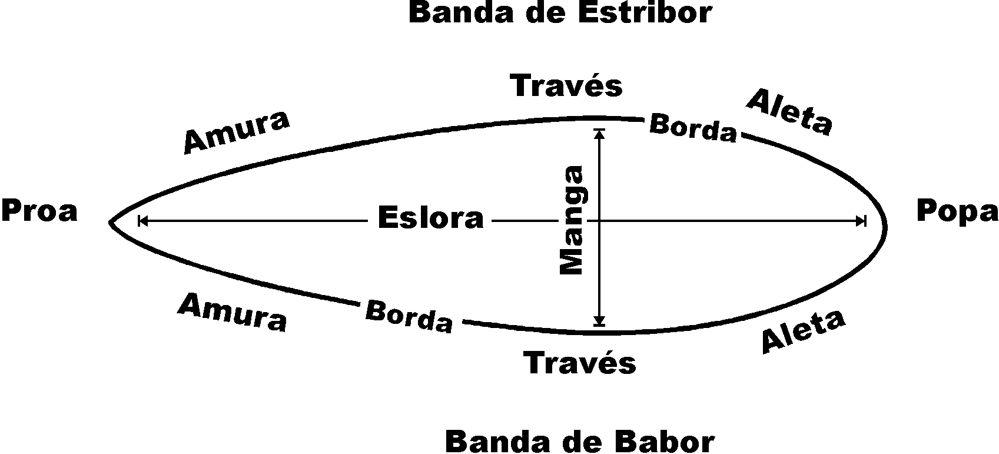 Banda de Estribor
Través
Aleta
Amura
Borda
Manga
Proa
Eslora
Popa
Amura
Borda
Aleta
Través
Banda de Babor